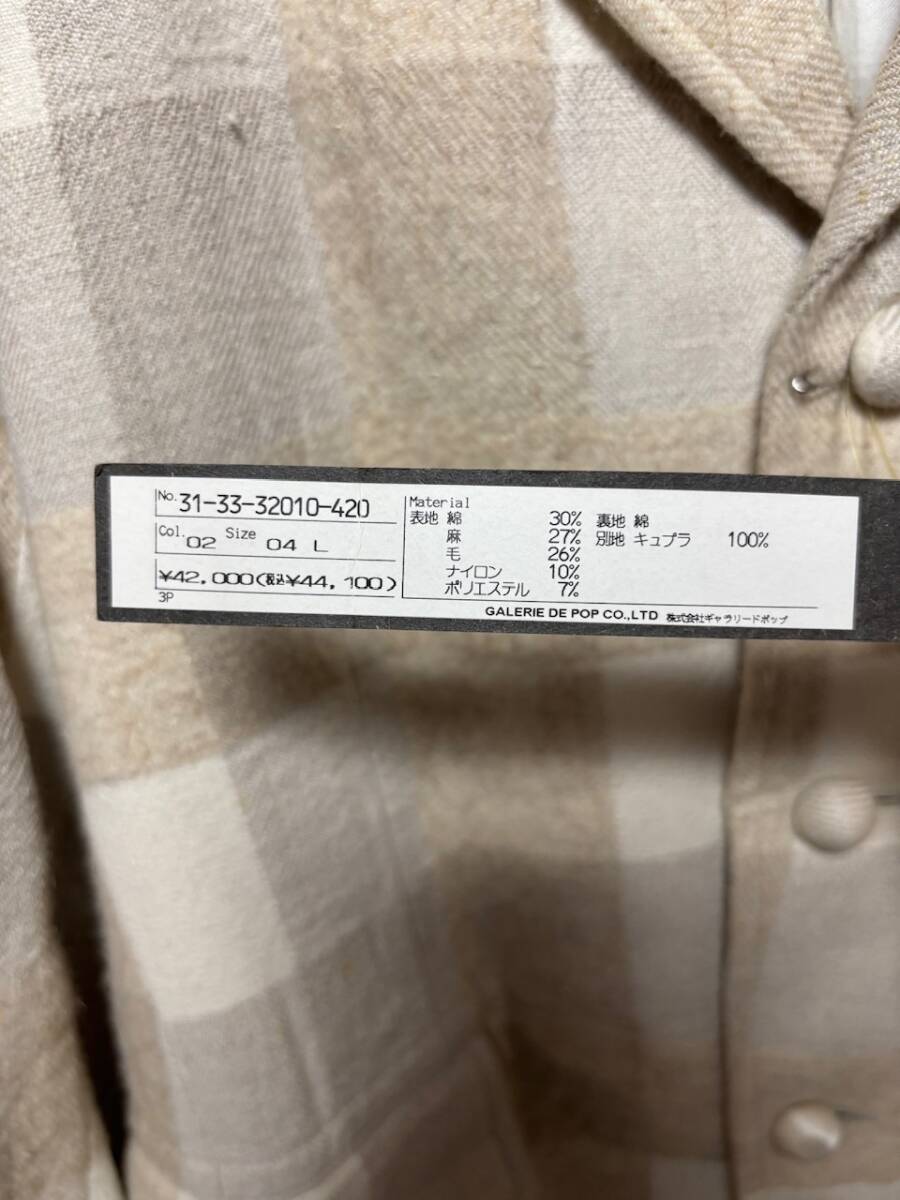 No. 31-33-32010-420
Col. 02 Size 04 L
¥42,000(税込¥44,100)
3P
Material
表地 綿 30% 裏地 綿
麻 27% 別地 キュプラ 100%
毛 26%
ナイロン 10%
ポリエステル 7%
GALERIE DE POP CO.,LTD 株式会社ギャラリードポップ